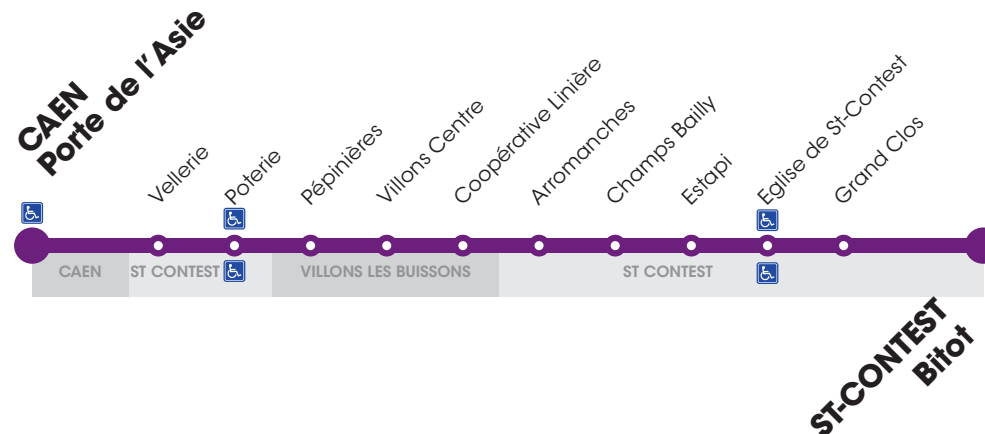 CAEN
Porte de l'Asie
Vellerie
Poterie
Pépinières
Villons Centre
Coopérative Linière
Arromanches
Champs Bailly
Estapi
Eglise de St-Contest
Grand Clos
CAEN
ST CONTEST
VILLONS LES BUISSONS
ST CONTEST
ST-CONTEST
Bitot